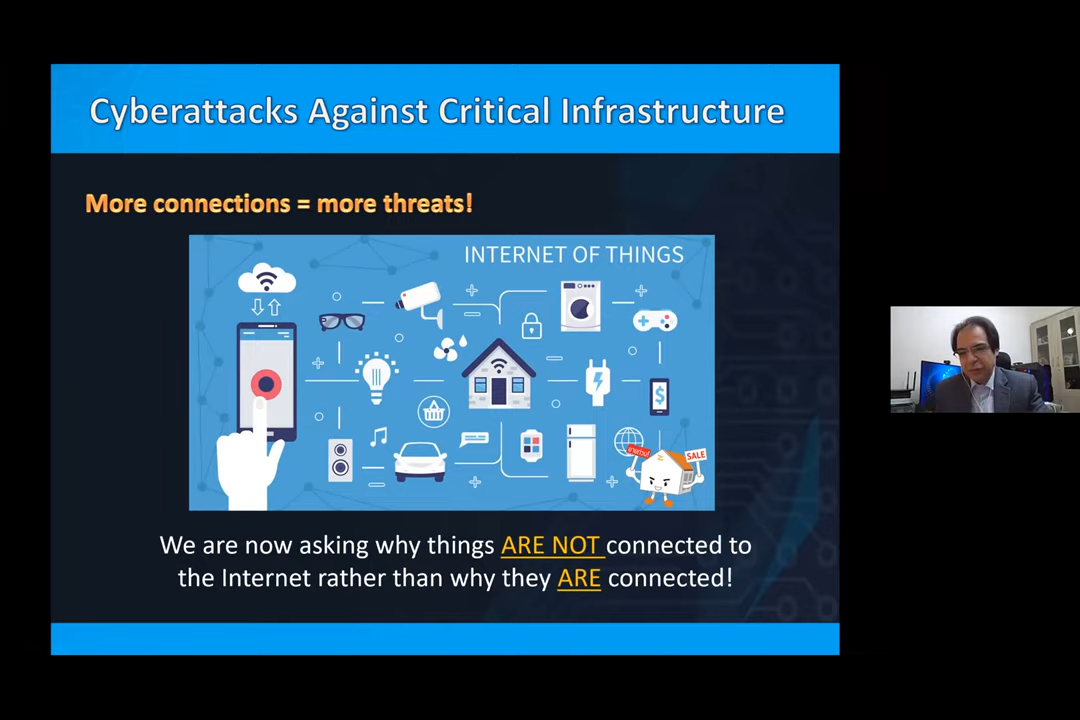 Cyberattacks Against Critical Infrastructure
More connections = more threats!
INTERNET OF THINGS
$
SALE
We are now asking why things ARE NOT connected to
the Internet rather than why they ARE connected!